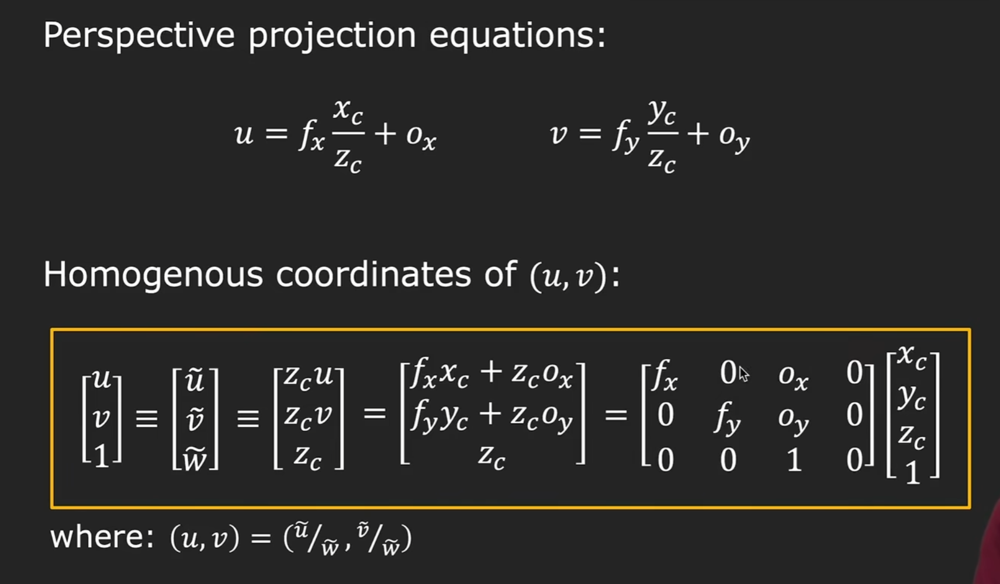 Perspective projection equations:
$u = f_x \frac{x_c}{z_c} + o_x$ $v = f_y \frac{y_c}{z_c} + o_y$
Homogenous coordinates of $(u, v)$:
$\begin{bmatrix} u \\ v \\ 1 \end{bmatrix} \equiv \begin{bmatrix} \tilde{u} \\ \tilde{v} \\ \tilde{w} \end{bmatrix} \equiv \begin{bmatrix} z_c u \\ z_c v \\ z_c \end{bmatrix} = \begin{bmatrix} f_x x_c + z_c o_x \\ f_y y_c + z_c o_y \\ z_c \end{bmatrix} = \begin{bmatrix} f_x & 0 & o_x & 0 \\ 0 & f_y & o_y & 0 \\ 0 & 0 & 1 & 0 \end{bmatrix} \begin{bmatrix} x_c \\ y_c \\ z_c \\ 1 \end{bmatrix}$
where: $(u, v) = (\tilde{u}/\tilde{w}, \tilde{v}/\tilde{w})$